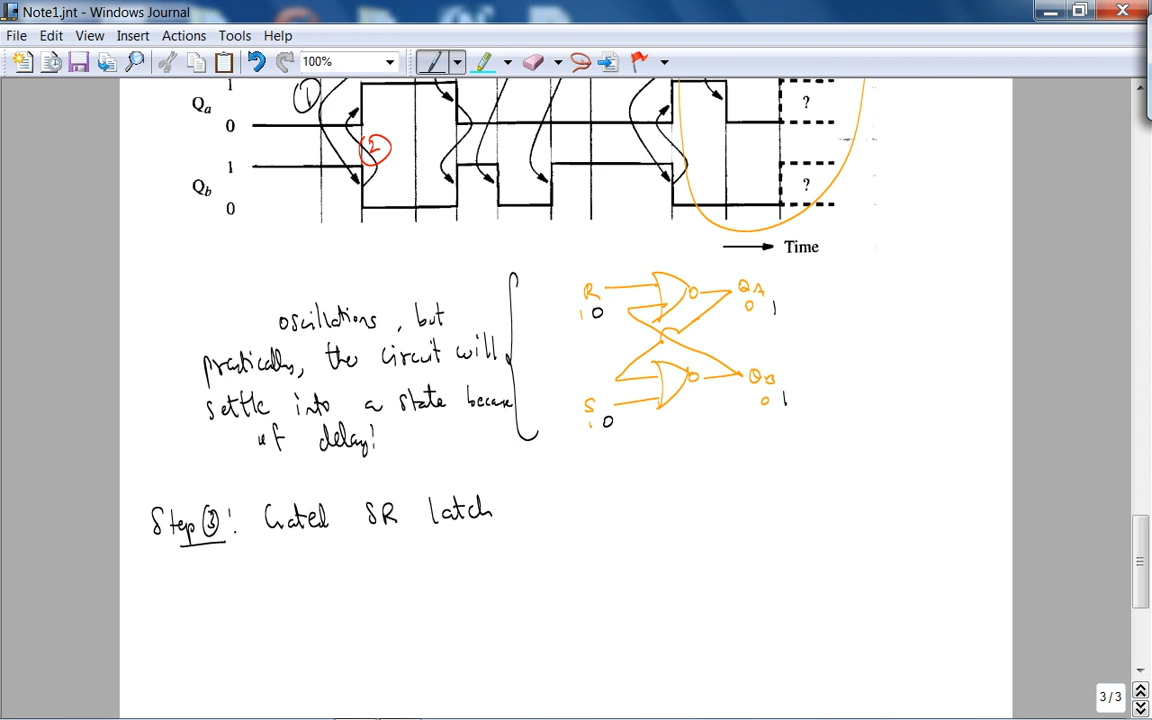 Note1.jnt - Windows Journal
File Edit View Insert Actions Tools Help
100%
1
Qa
0
1
2
1
Qb
0
?
?
Time
oscillations, but
practically, the circuit will
settle into a state because
of delay!
R
1 0
QA
0 1
S
1 0
QB
0 1
Step 3: Gated SR latch
3 / 3